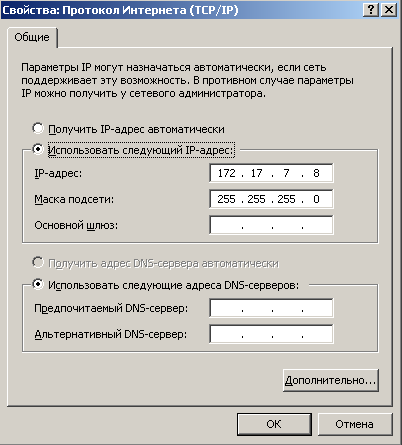 Свойства: Протокол Интернета (TCP/IP)
Общие
Параметры IP могут назначаться автоматически, если сеть
поддерживает эту возможность. В противном случае параметры
IP можно получить у сетевого администратора.
Получить IP-адрес автоматически
Использовать следующий IP-адрес:
IP-адрес: 172 . 17 . 7 . 8
Маска подсети: 255 . 255 . 255 . 0
Основной шлюз: . . .
Получить адрес DNS-сервера автоматически
Использовать следующие адреса DNS-серверов:
Предпочитаемый DNS-сервер: . . .
Альтернативный DNS-сервер: . . .
Дополнительно...
OK Отмена